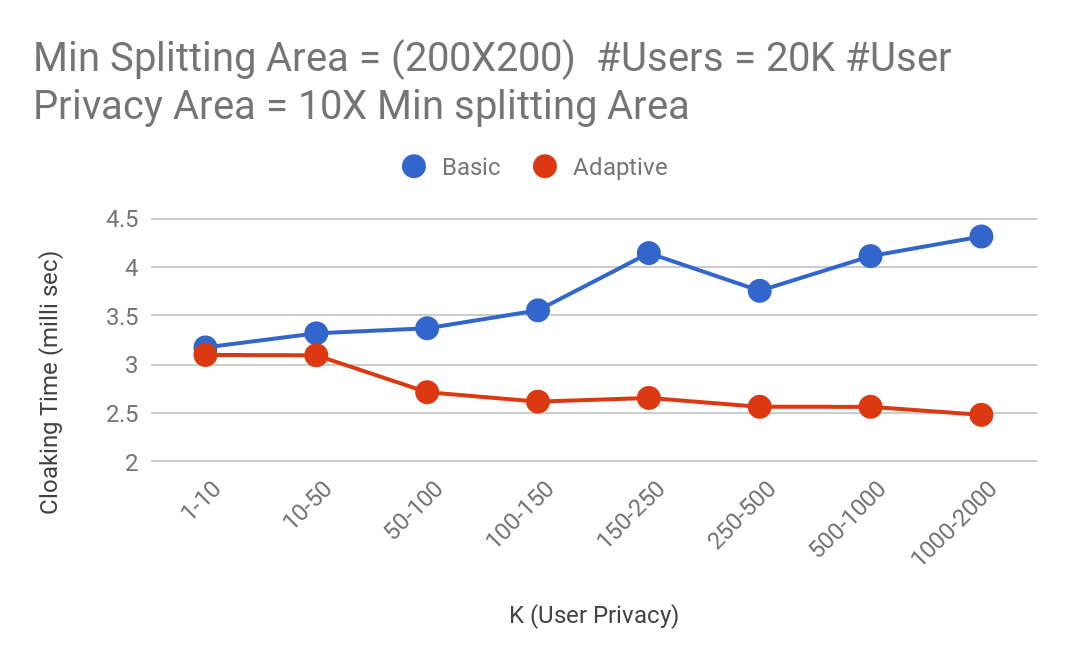 Min Splitting Area = (200X200)  #Users = 20K #User
Privacy Area = 10X Min splitting Area
Basic
Adaptive
Cloaking Time (milli sec)
4.5
4
3.5
3
2.5
2
1-10
10-50
50-100
100-150
150-250
250-500
500-1000
1000-2000
K (User Privacy)